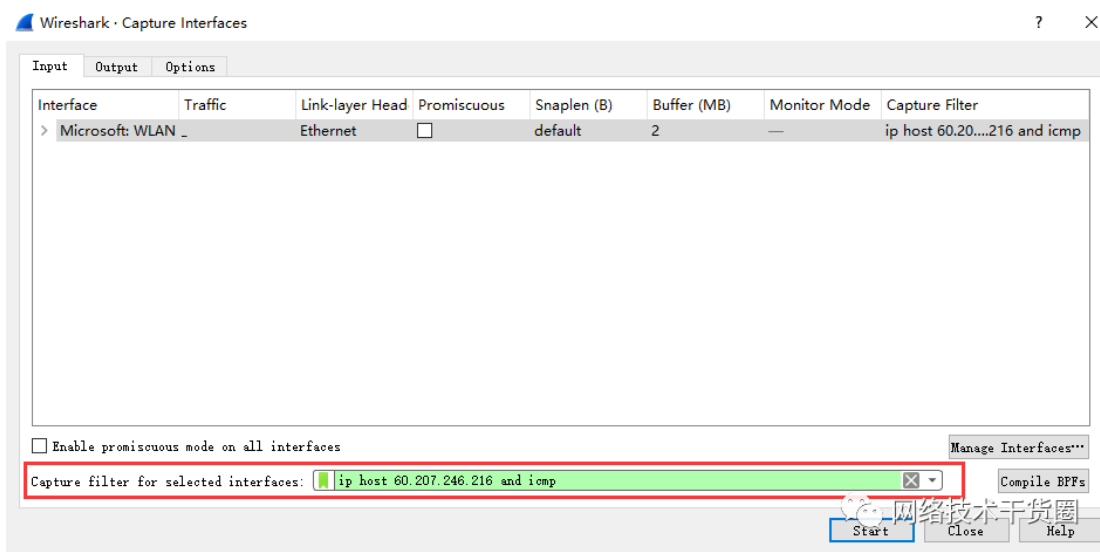 Wireshark · Capture Interfaces ? ×
Input Output Options
Interface Traffic Link-layer Head Promiscuous Snaplen (B) Buffer (MB) Monitor Mode Capture Filter
Microsoft: WLAN _ Ethernet default 2 — ip host 60.20....216 and icmp
Enable promiscuous mode on all interfaces
Manage Interfaces…
Capture filter for selected interfaces: ip host 60.207.246.216 and icmp
Compile BPFs
网络技术干货圈
Start Close Help